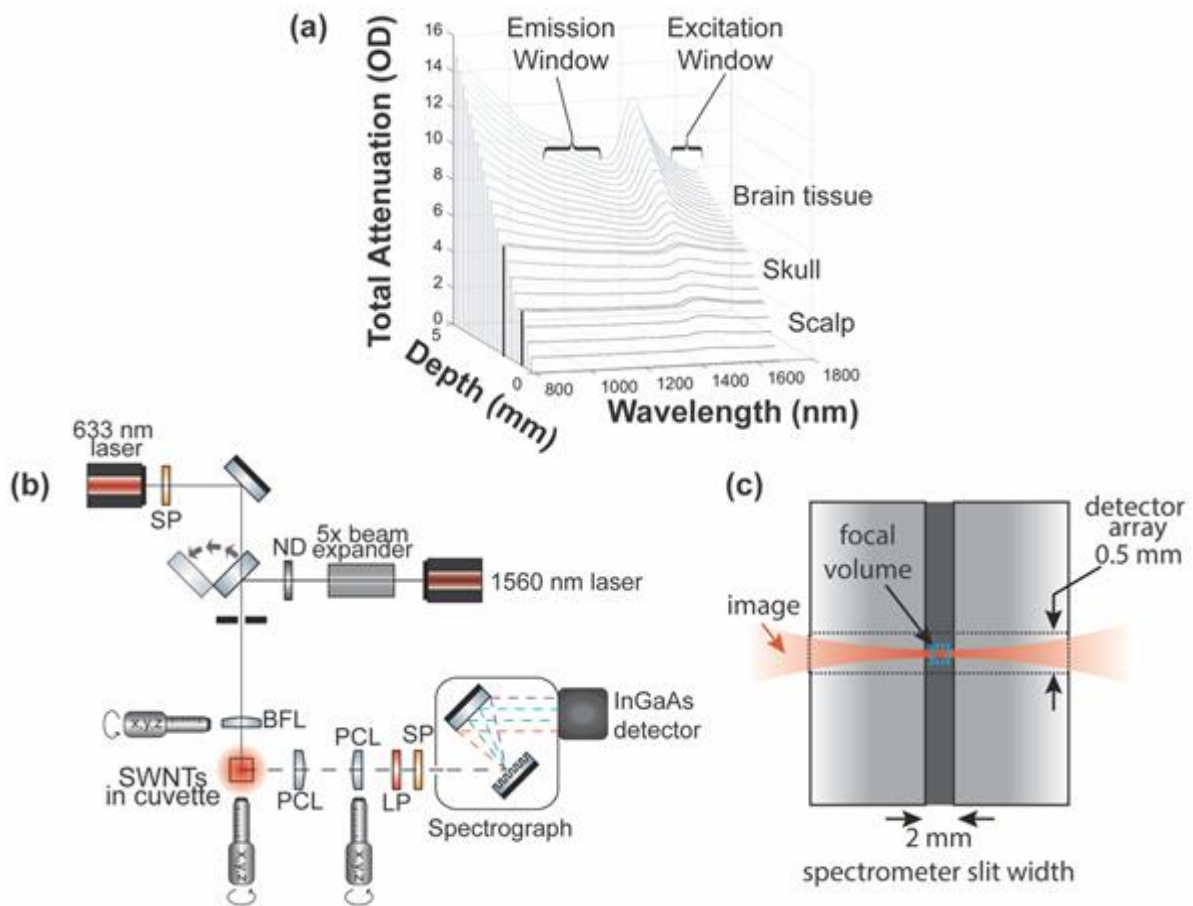 (a)
Emission
Window
Excitation
Window
Total Attenuation (OD)
16
14
12
10
8
6
4
2
0
Brain tissue
Skull
Scalp
5
0
Depth (mm)
800
1000
1200
1400
1600
1800
Wavelength (nm)
(b)
633 nm
laser
SP
ND
5x beam
expander
1560 nm laser
x,y,z
BFL
SWNTs
in cuvette
PCL
PCL
LP
SP
InGaAs
detector
Spectrograph
x,y,z
x,y,z
(c)
focal
volume
detector
array
0.5 mm
image
2 mm
spectrometer slit width